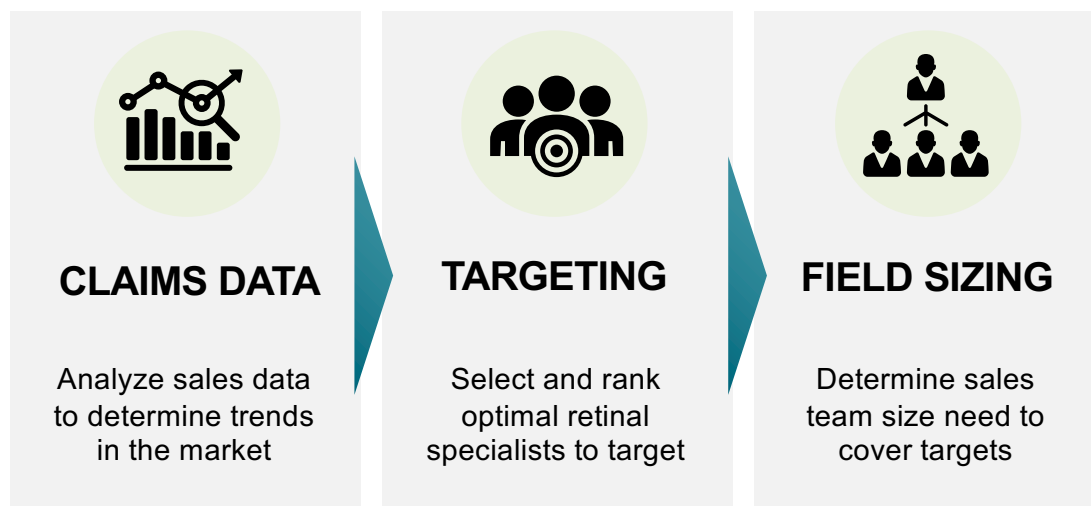 CLAIMS DATA
Analyze sales data
to determine trends
in the market
TARGETING
Select and rank
optimal retinal
specialists to target
FIELD SIZING
Determine sales
team size need to
cover targets